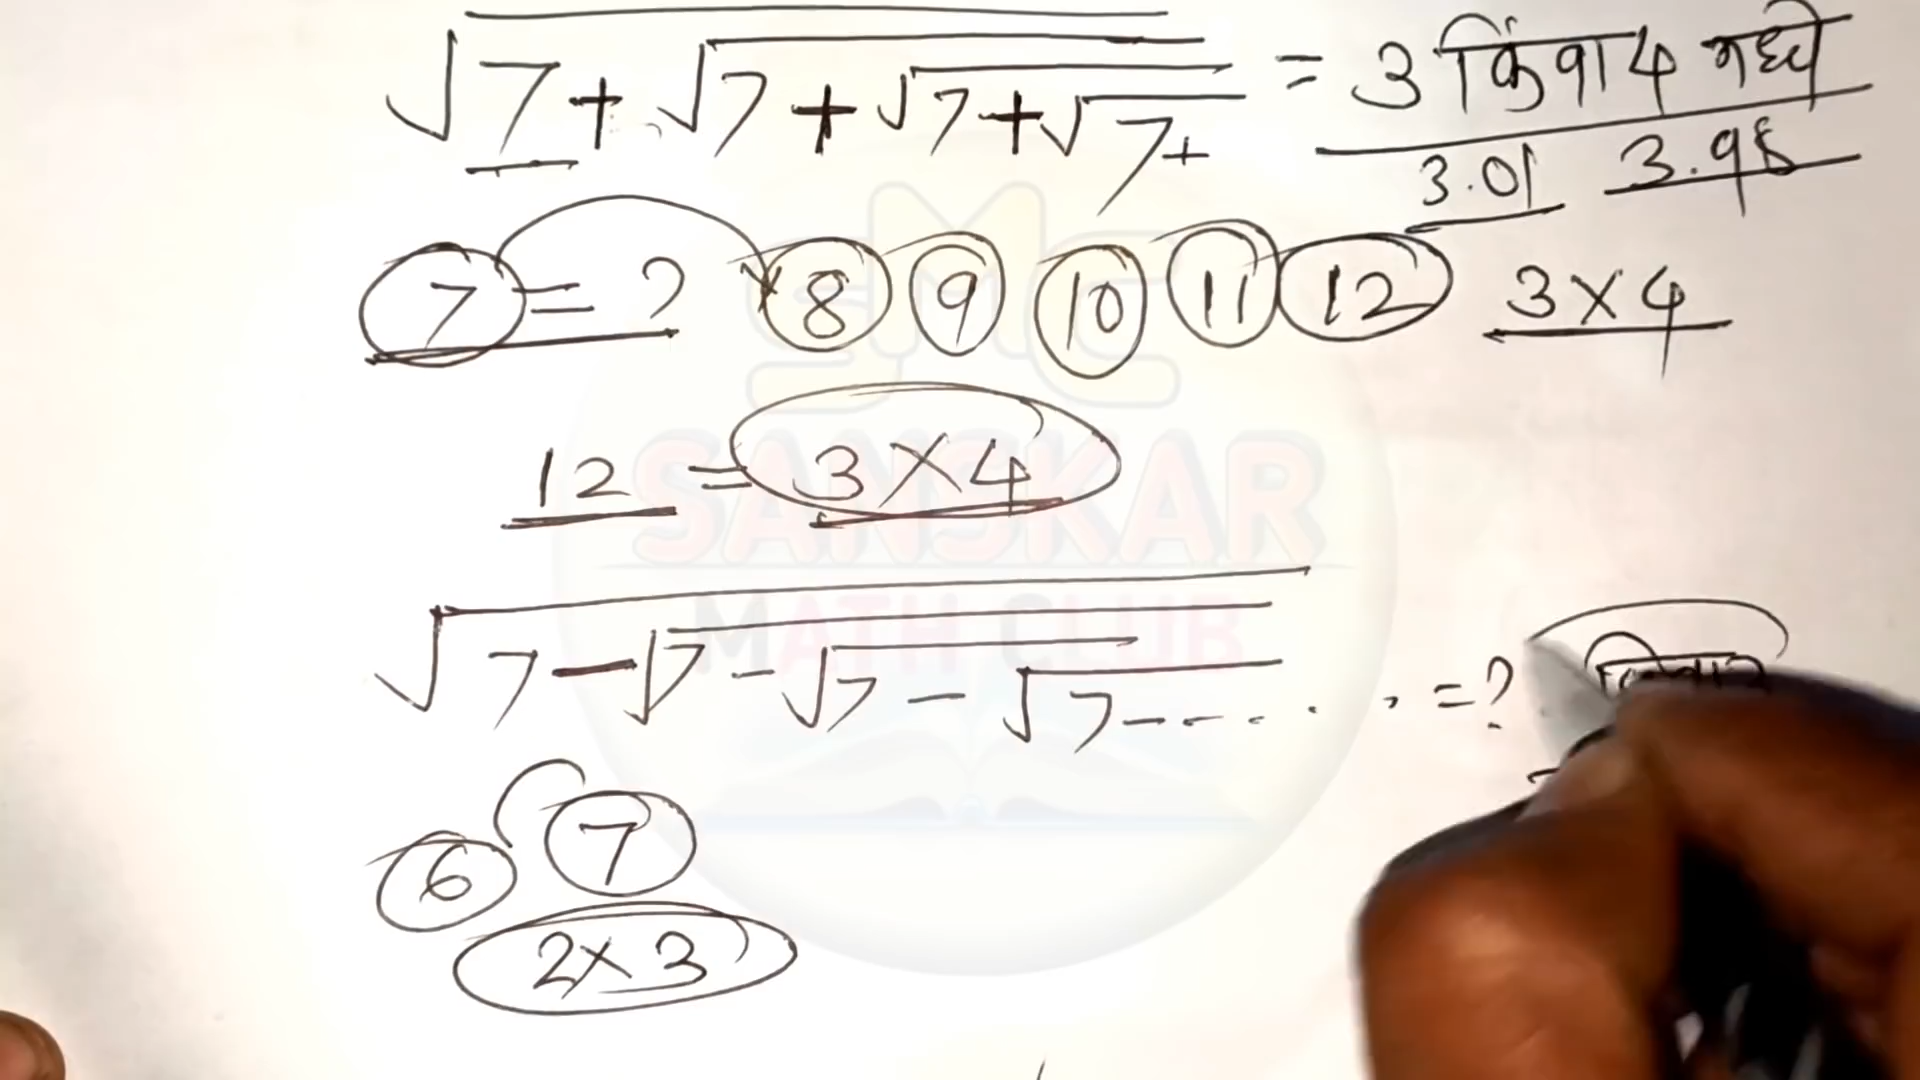 √7 + √7 + √7 + √7 + = 3 किंवा 4 मध्ये
3.01 3.98
7 = ? 8 9 10 11 12 3 × 4
12 = 3 × 4
SMC
SANSKAR
MATH CLUB
√7 - √7 - √7 - √7 - - - - . . . = ?
6 7
2 × 3